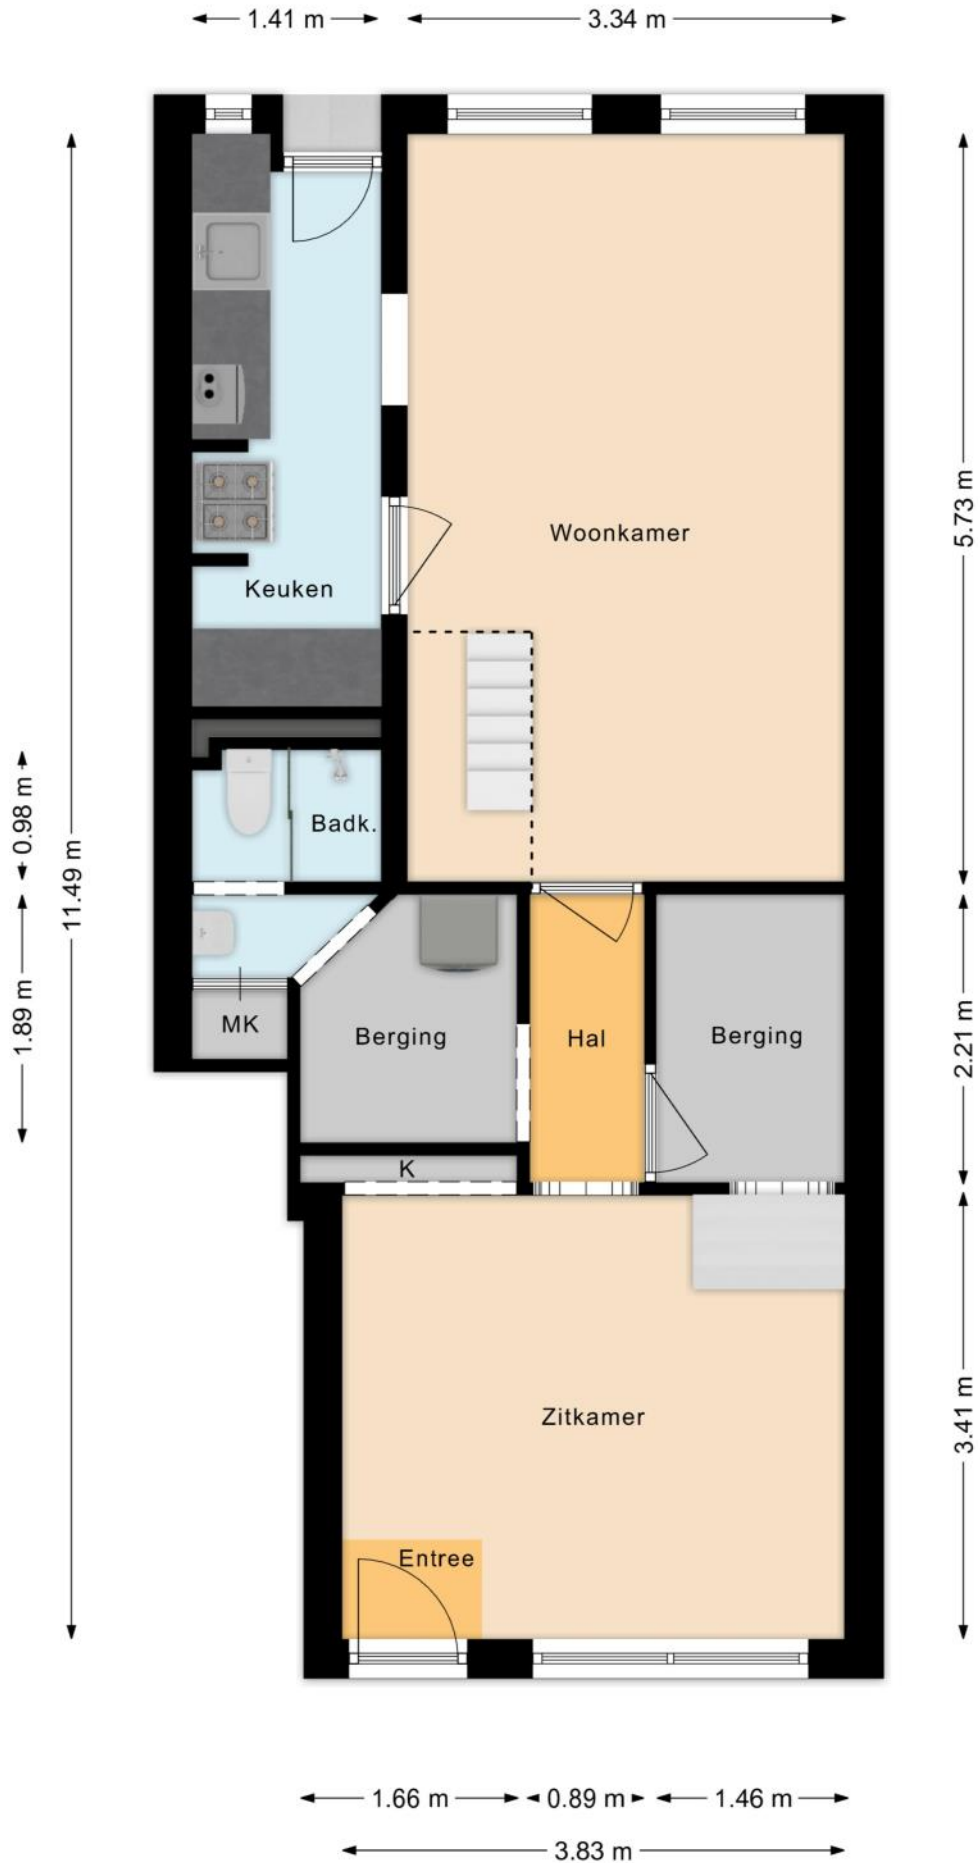 1.41 m
3.34 m
Woonkamer
5.73 m
Keuken
Badk.
0.98 m
11.49 m
1.89 m
MK
Berging
Hal
Berging
2.21 m
K
Zitkamer
3.41 m
Entree
1.66 m
0.89 m
1.46 m
3.83 m